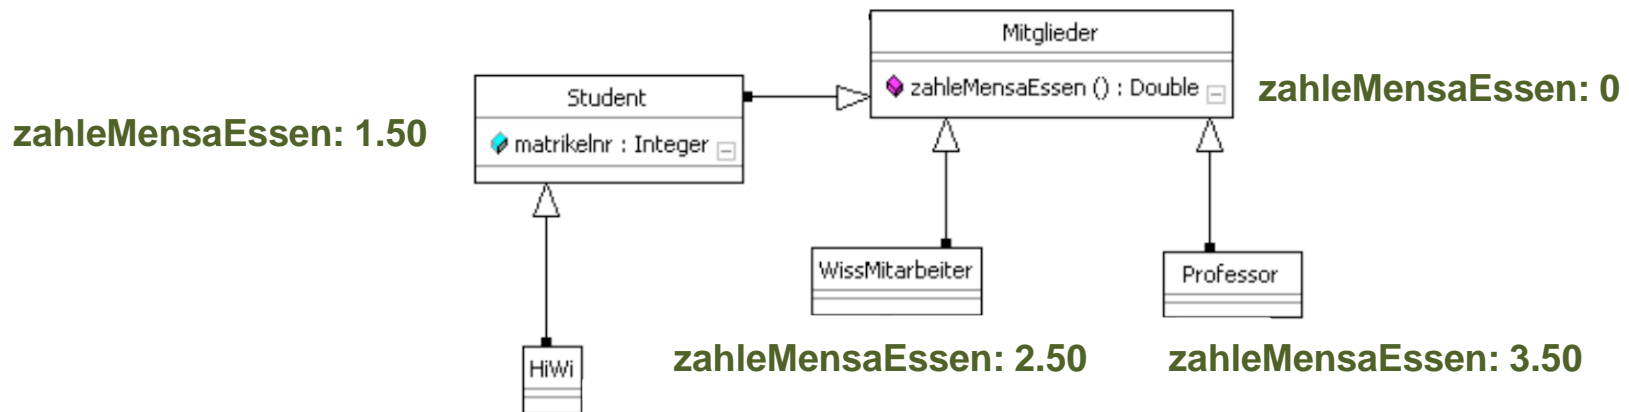 Mitglieder
zahleMensaEssen () : Double
zahleMensaEssen: 0
Student
matrikelnr : Integer
zahleMensaEssen: 1.50
WissMitarbeiter
Professor
zahleMensaEssen: 2.50
zahleMensaEssen: 3.50
HiWi